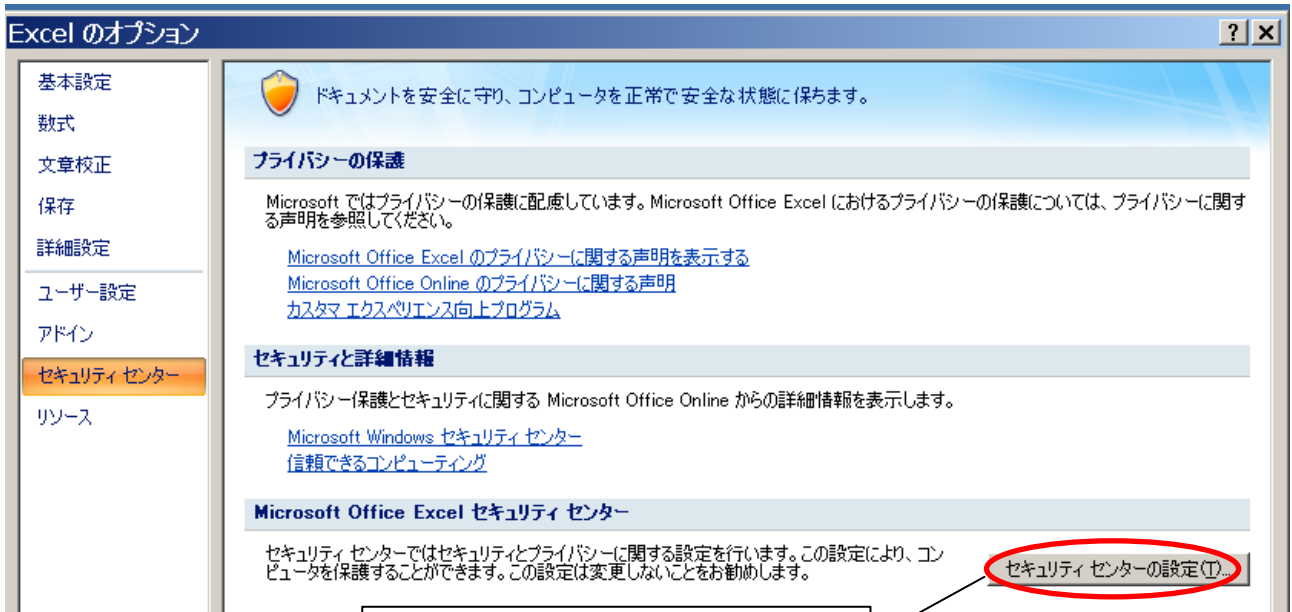 Excel のオプション
基本設定
数式
文章校正
保存
詳細設定
ユーザー設定
アドイン
セキュリティ センター
リソース
ドキュメントを安全に守り、コンピュータを正常で安全な状態に保ちます。
プライバシーの保護
Microsoft ではプライバシーの保護に配慮しています。Microsoft Office Excel におけるプライバシーの保護については、プライバシーに関す
る声明を参照してください。
Microsoft Office Excel のプライバシーに関する声明を表示する
Microsoft Office Online のプライバシーに関する声明
カスタマ エクスペリエンス向上プログラム
セキュリティと詳細情報
プライバシー保護とセキュリティに関する Microsoft Office Online からの詳細情報を表示します。
Microsoft Windows セキュリティ センター
信頼できるコンピューティング
Microsoft Office Excel セキュリティ センター
セキュリティ センターではセキュリティとプライバシーに関する設定を行います。この設定により、コン
ピュータを保護することができます。この設定は変更しないことをお勧めします。
セキュリティ センターの設定(T)...